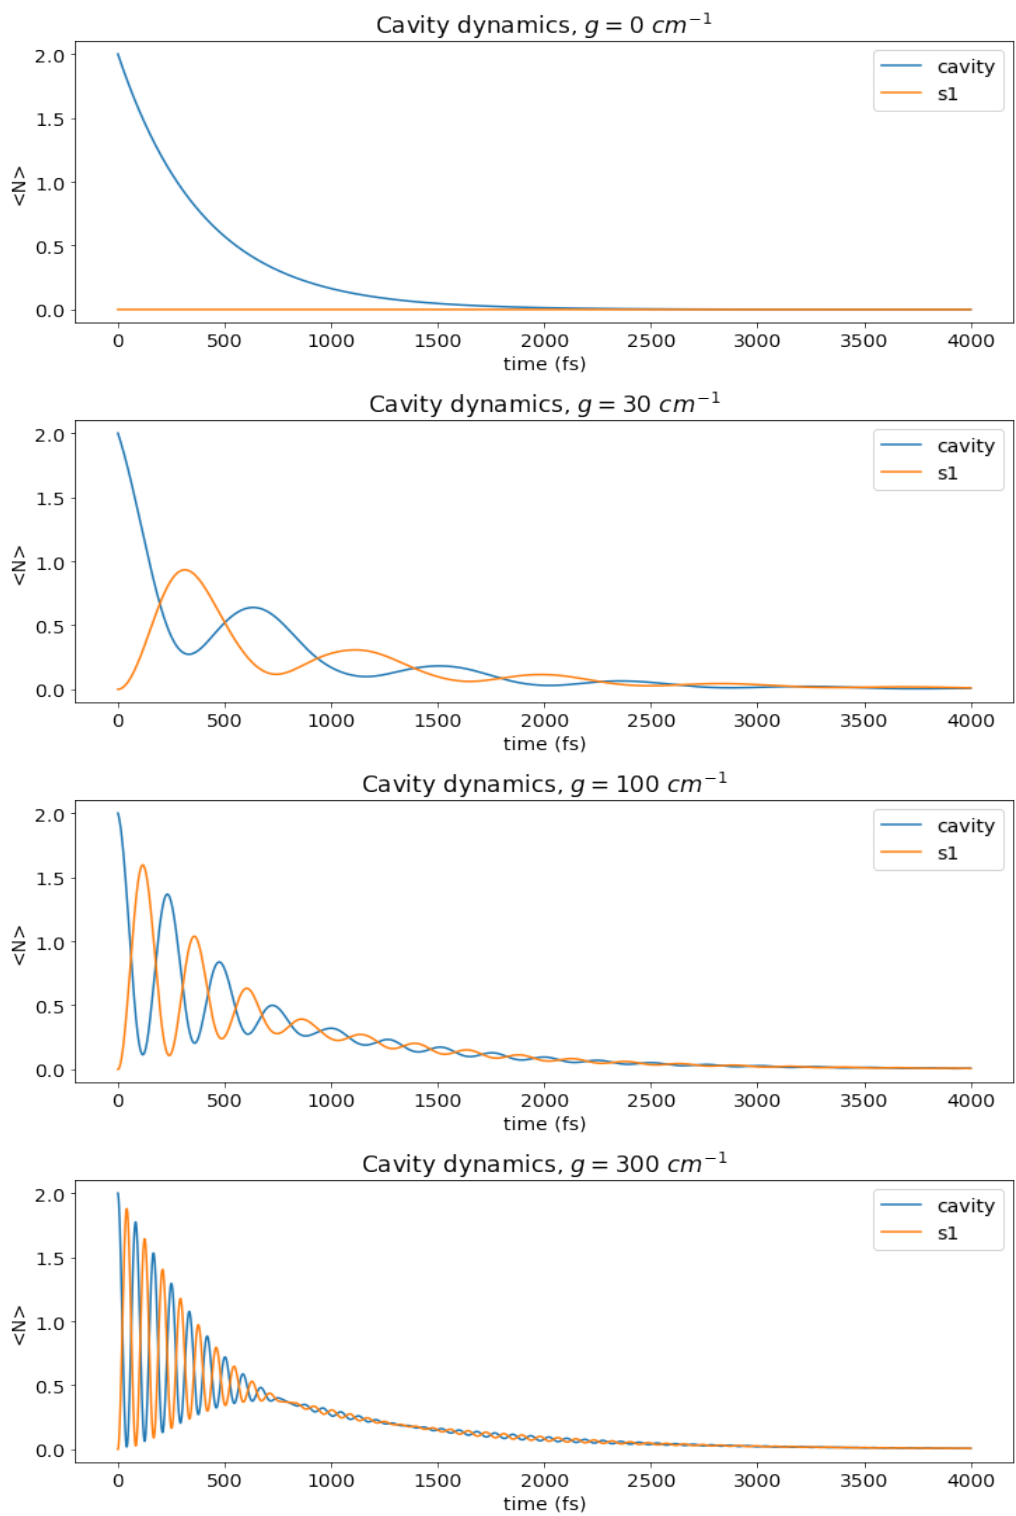 Cavity dynamics, g = 0 cm⁻¹
2.0
1.5
1.0
0.5
0.0
<N>
cavity
s1
0 500 1000 1500 2000 2500 3000 3500 4000
time (fs)
Cavity dynamics, g = 30 cm⁻¹
2.0
1.5
1.0
0.5
0.0
<N>
cavity
s1
0 500 1000 1500 2000 2500 3000 3500 4000
time (fs)
Cavity dynamics, g = 100 cm⁻¹
2.0
1.5
1.0
0.5
0.0
<N>
cavity
s1
0 500 1000 1500 2000 2500 3000 3500 4000
time (fs)
Cavity dynamics, g = 300 cm⁻¹
2.0
1.5
1.0
0.5
0.0
<N>
cavity
s1
0 500 1000 1500 2000 2500 3000 3500 4000
time (fs)